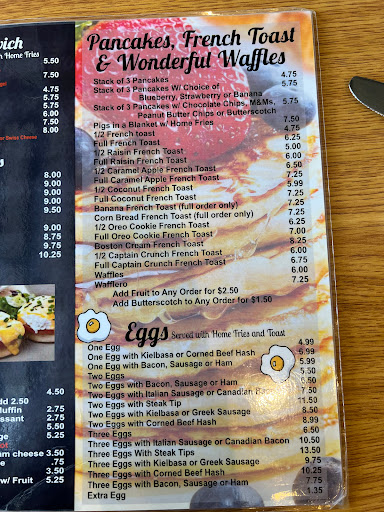 wich
h Home Fries
5.50
7.50
4.75
5.75
5.75
6.00
7.50
8.00
or Swiss Cheese
8.00
9.00
9.00
9.00
9.50
9.00
8.75
9.75
10.25
4.50
dd 2.50
uffin 2.75
issant 2.75
5.50
ge 5.25
am cheese 3.50
e .75
3.50
w/ Fruit 5.25
Pancakes, French Toast
& Wonderful Waffles
Stack of 3 Pancakes 4.75
Stack of 3 Pancakes W/ Choice of
Blueberry, Strawberry or Banana 5.75
Stack of 3 Pancakes w/ Chocolate Chips, M&Ms, 5.75
Peanut Butter Chips or Butterscotch
Pigs in a Blanket w/ Home Fries 7.50
1/2 French toast 4.75
Full French Toast 6.25
1/2 Raisin French Toast 5.00
Full Raisin French Toast 6.00
1/2 Caramel Apple French Toast 6.50
Full Caramel Apple French Toast 7.25
1/2 Coconut French Toast 5.99
Full Coconut French Toast 7.25
Banana French Toast (full order only) 7.25
Corn Bread French Toast (full order only) 7.25
1/2 Oreo Cookie French Toast 6.25
Full Oreo Cookie French Toast 7.00
Boston Cream French Toast 8.25
1/2 Captain Crunch French Toast 6.00
Full Captain Crunch French Toast 6.75
Waffles 6.00
Wafflero 7.25
Add Fruit to Any Order for $2.50
Add Butterscotch to Any Order for $1.50
Eggs Served with Home Fries and Toast
One Egg 4.99
One Egg with Kielbasa or Corned Beef Hash 5.99
One Egg with Bacon, Sausage or Ham 5.99
Two Eggs 5.50
Two Eggs with Bacon, Sausage or Ham 6.50
Two Eggs with Italian Sausage or Canadian Bacon 7.50
Two Eggs with Steak Tip 11.50
Two Eggs with Kielbasa or Greek Sausage 8.50
Two Eggs with Corned Beef Hash 8.99
Three Eggs 6.50
Three Eggs with Italian Sausage or Canadian Bacon 10.50
Three Eggs With Steak Tips 13.50
Three Eggs with Kielbasa or Greek Sausage 9.75
Three Eggs with Corned Beef Hash 10.25
Three Eggs with Bacon, Sausage or Ham 7.75
Extra Egg 1.35